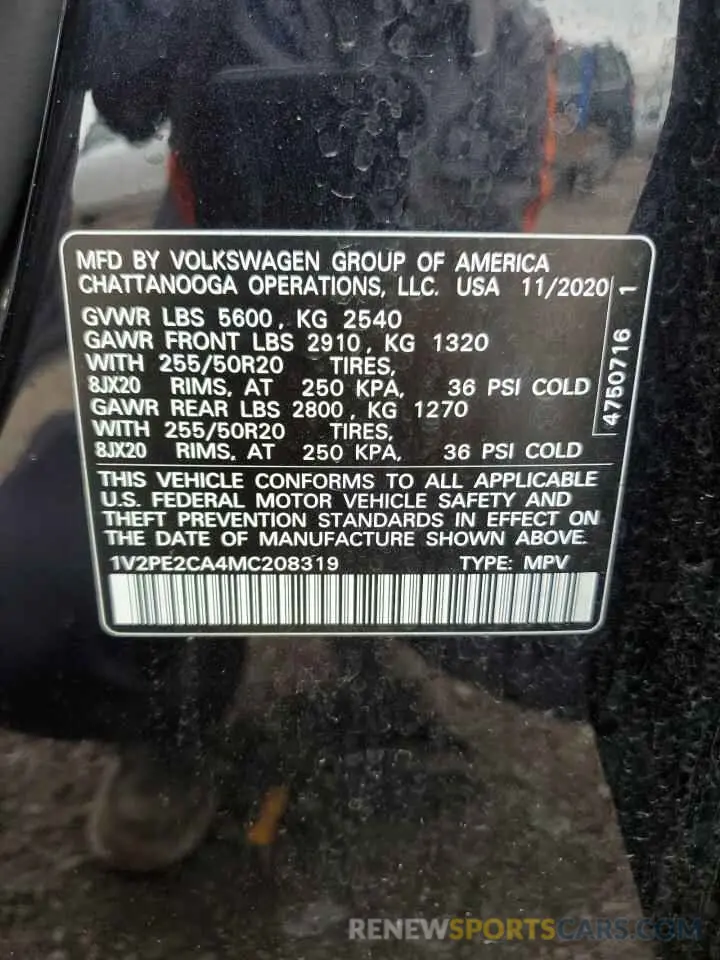 MFD BY VOLKSWAGEN GROUP OF AMERICA
CHATTANOOGA OPERATIONS, LLC. USA 11/2020
GVWR LBS 5600, KG 2540
GAWR FRONT LBS 2910, KG 1320
WITH 255/50R20 TIRES,
8JX20 RIMS, AT 250 KPA, 36 PSI COLD
GAWR REAR LBS 2800, KG 1270
WITH 255/50R20 TIRES,
8JX20 RIMS, AT 250 KPA, 36 PSI COLD
4750716 1
THIS VEHICLE CONFORMS TO ALL APPLICABLE
U.S. FEDERAL MOTOR VEHICLE SAFETY AND
THEFT PREVENTION STANDARDS IN EFFECT ON
THE DATE OF MANUFACTURE SHOWN ABOVE.
1V2PE2CA4MC208319 TYPE: MPV
RENEWSPORTSCARS.COM